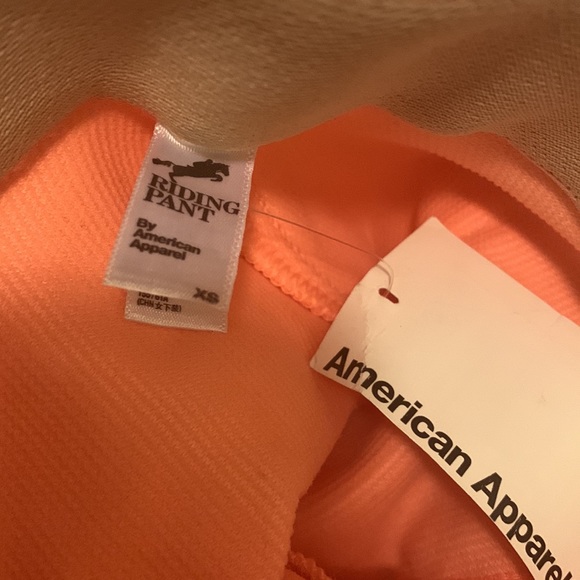 RIDING
PANT
By
American
Apparel
XS
American Apparel